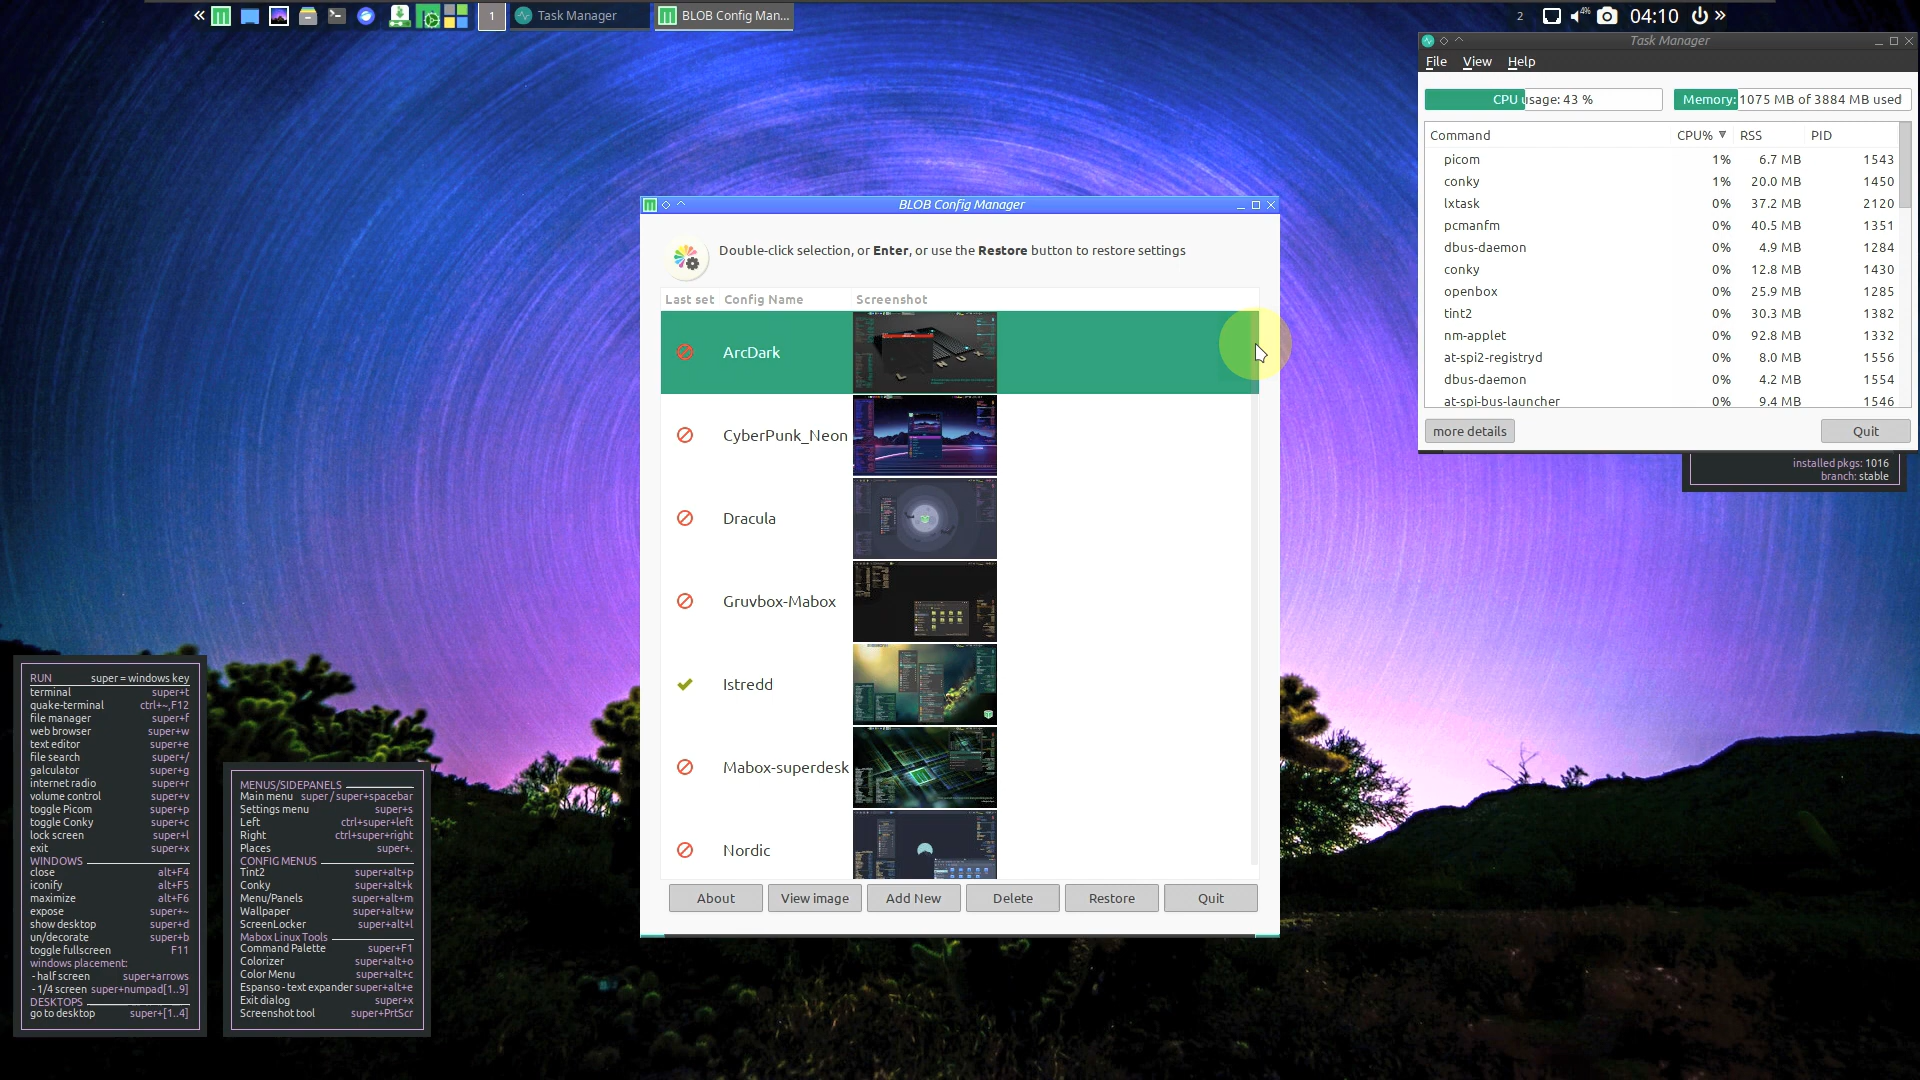 «
1
Task Manager
BLOB Config Man...
2
4%
04:10
»
Task Manager
File View Help
CPU usage: 43 %
Memory: 1075 MB of 3884 MB used
Command CPU% RSS PID
picom 1% 6.7 MB 1543
conky 1% 20.0 MB 1450
lxtask 0% 37.2 MB 2120
pcmanfm 0% 40.5 MB 1351
dbus-daemon 0% 4.9 MB 1284
conky 0% 12.8 MB 1430
openbox 0% 25.9 MB 1285
tint2 0% 30.3 MB 1382
nm-applet 0% 92.8 MB 1332
at-spi2-registryd 0% 8.0 MB 1556
dbus-daemon 0% 4.2 MB 1554
at-spi-bus-launcher 0% 9.4 MB 1546
more details
Quit
installed pkgs: 1016
branch: stable
BLOB Config Manager
Double-click selection, or Enter, or use the Restore button to restore settings
Last set Config Name Screenshot
ArcDark
CyberPunk_Neon
Dracula
Gruvbox-Mabox
Istredd
Mabox-superdesk
Nordic
About View image Add New Delete Restore Quit
RUN super = windows key
terminal super+t
quake-terminal ctrl+~,F12
file manager super+f
web browser super+w
text editor super+e
file search super+/
galculator super+g
internet radio super+r
volume control super+v
toggle Picom super+p
toggle Conky super+c
lock screen super+l
exit super+x
WINDOWS
close alt+F4
iconify alt+F5
maximize alt+F6
expose super+~
show desktop super+d
un/decorate super+b
toggle fullscreen F11
windows placement:
- half screen super+arrows
- 1/4 screen super+numpad[1..9]
DESKTOPS
go to desktop super+[1..4]
MENUS/SIDEPANELS
Main menu super / super+spacebar
Settings menu super+s
Left ctrl+super+left
Right ctrl+super+right
Places super+.
CONFIG MENUS
Tint2 super+alt+p
Conky super+alt+k
Menu/Panels super+alt+m
Wallpaper super+alt+w
ScreenLocker super+alt+l
Mabox Linux Tools
Command Palette super+F1
Colorizer super+alt+o
Color Menu super+alt+c
Espanso - text expander super+alt+e
Exit dialog super+x
Screenshot tool super+PrtScr